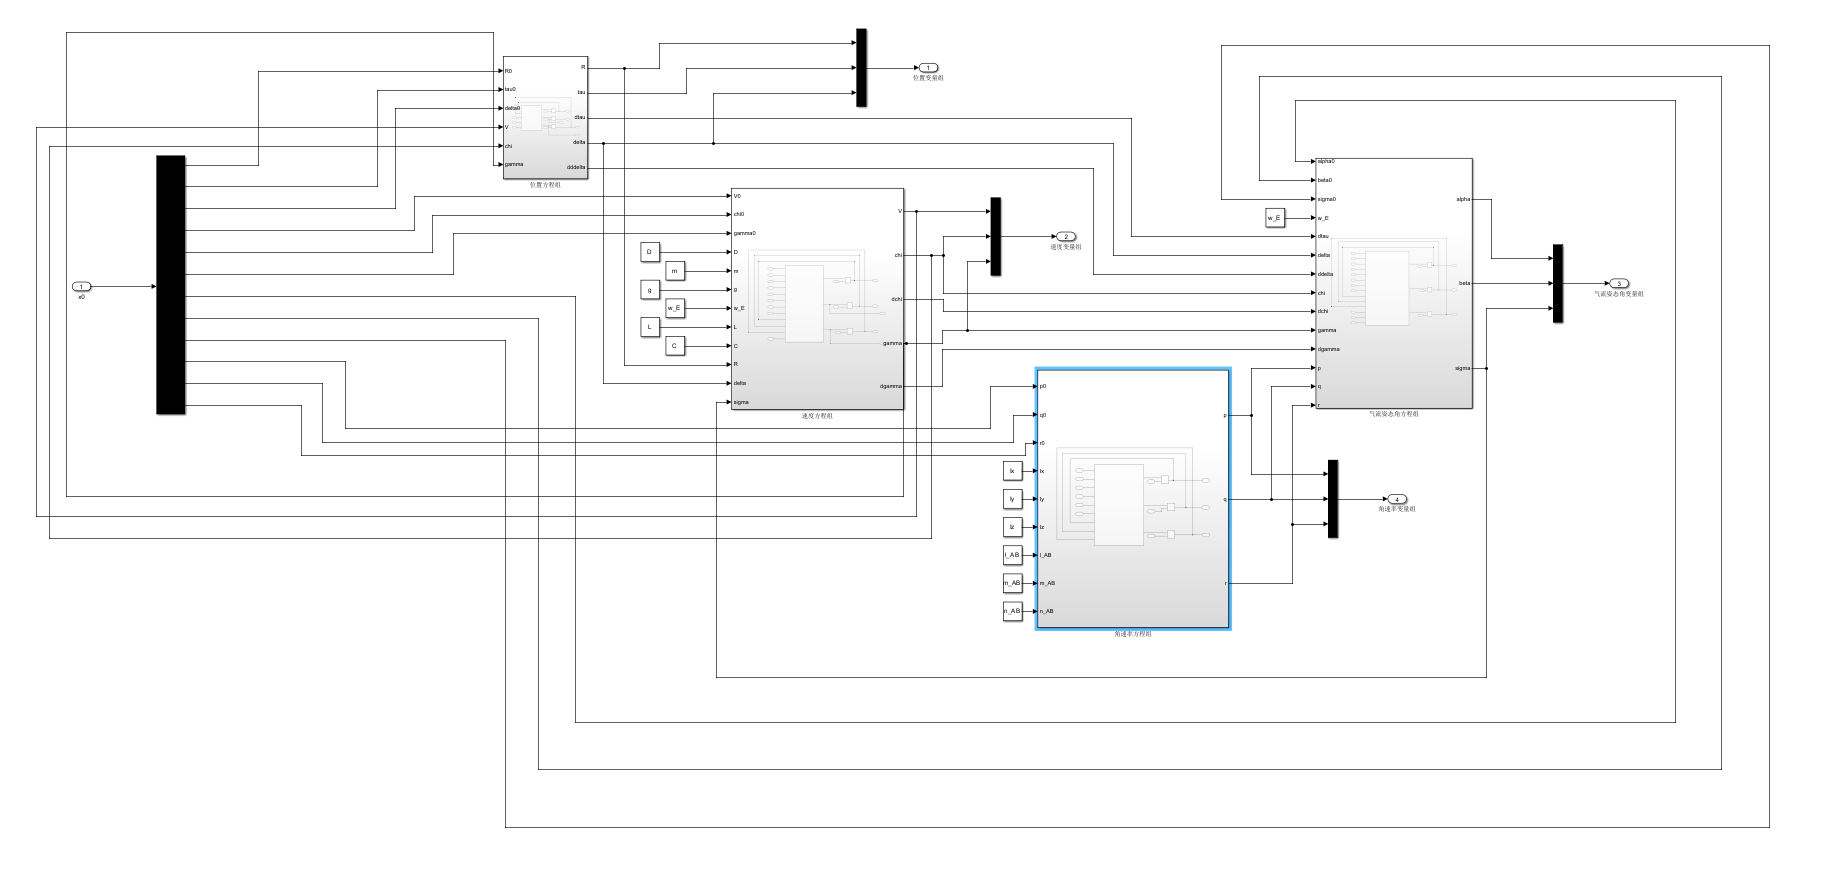 1
x0
R0
tau0
delta0
V
chi
gamma
R
tau
dtau
delta
dddelta
位置方程组
1
位置变量组
V0
chi0
gamma0
D
m
g
w_E
L
C
R
delta
sigma
D
m
g
w_E
L
C
V
chi
dchi
gamma
dgamma
速度方程组
2
速度变量组
p0
q0
r0
Ix
Iy
Iz
l_AB
m_AB
n_AB
Ix
Iy
Iz
l_AB
m_AB
n_AB
p
q
r
角速率方程组
4
角速率变量组
w_E
alpha0
beta0
sigma0
w_E
dtau
delta
ddelta
chi
dchi
gamma
dgamma
p
q
r
alpha
beta
sigma
气流姿态角方程组
3
气流姿态角变量组